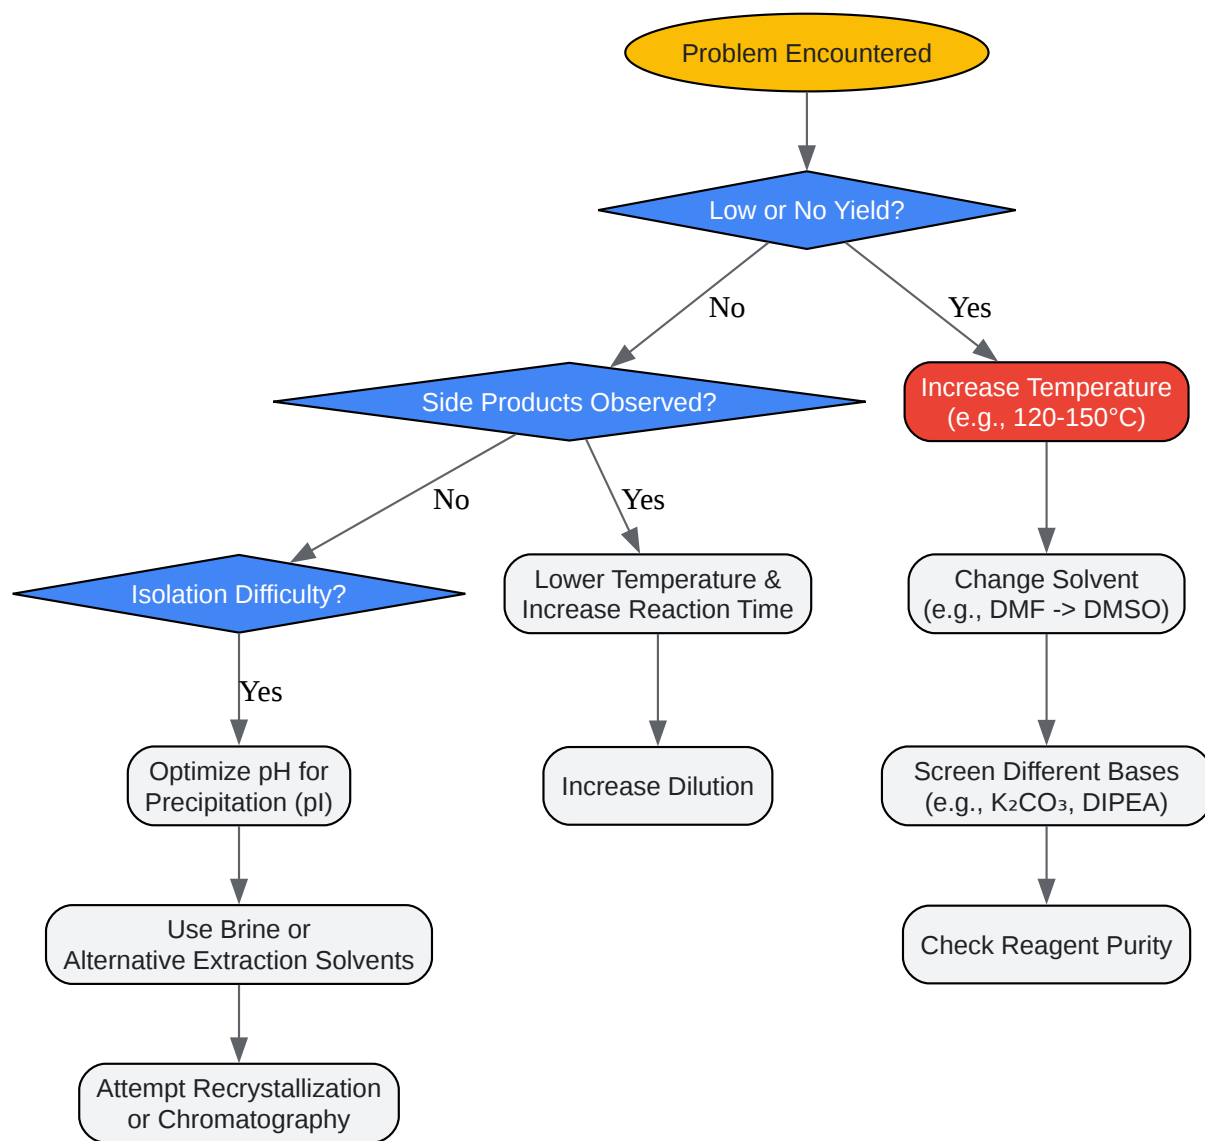 Problem Encountered
Low or No Yield?
No
Yes
Side Products Observed?
Increase Temperature
(e.g., 120-150°C)
No
Yes
Isolation Difficulty?
Lower Temperature &
Increase Reaction Time
Change Solvent
(e.g., DMF -> DMSO)
Yes
Optimize pH for
Precipitation (pI)
Increase Dilution
Screen Different Bases
(e.g., K₂CO₃, DIPEA)
Use Brine or
Alternative Extraction Solvents
Check Reagent Purity
Attempt Recrystallization
or Chromatography